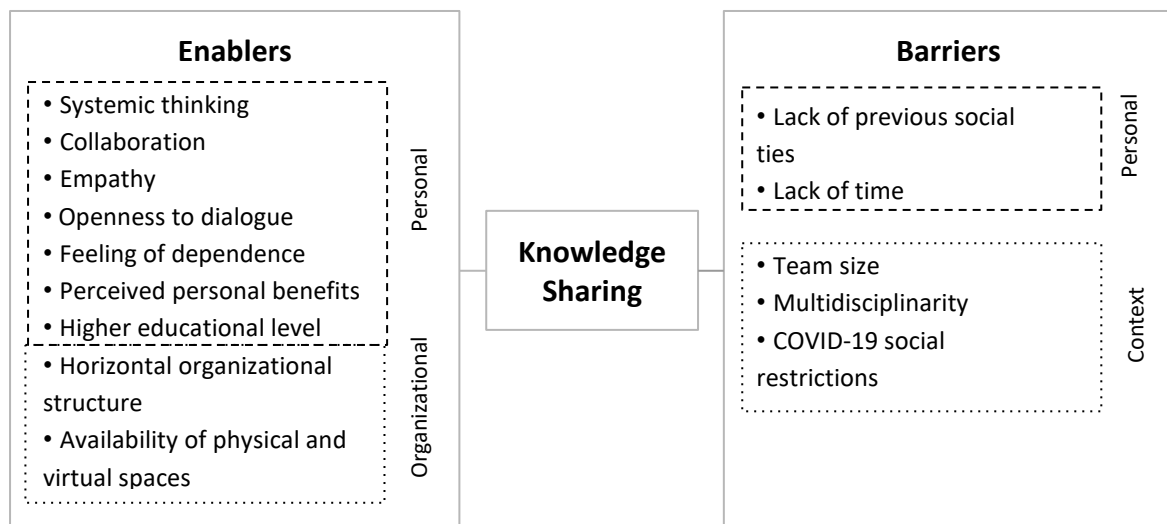 Enablers
• Systemic thinking
• Collaboration
• Empathy
• Openness to dialogue
• Feeling of dependence
• Perceived personal benefits
• Higher educational level
Personal
• Horizontal organizational
structure
• Availability of physical and
virtual spaces
Organizational
Knowledge
Sharing
Barriers
• Lack of previous social
ties
• Lack of time
Personal
• Team size
• Multidisciplinarity
• COVID-19 social
restrictions
Context